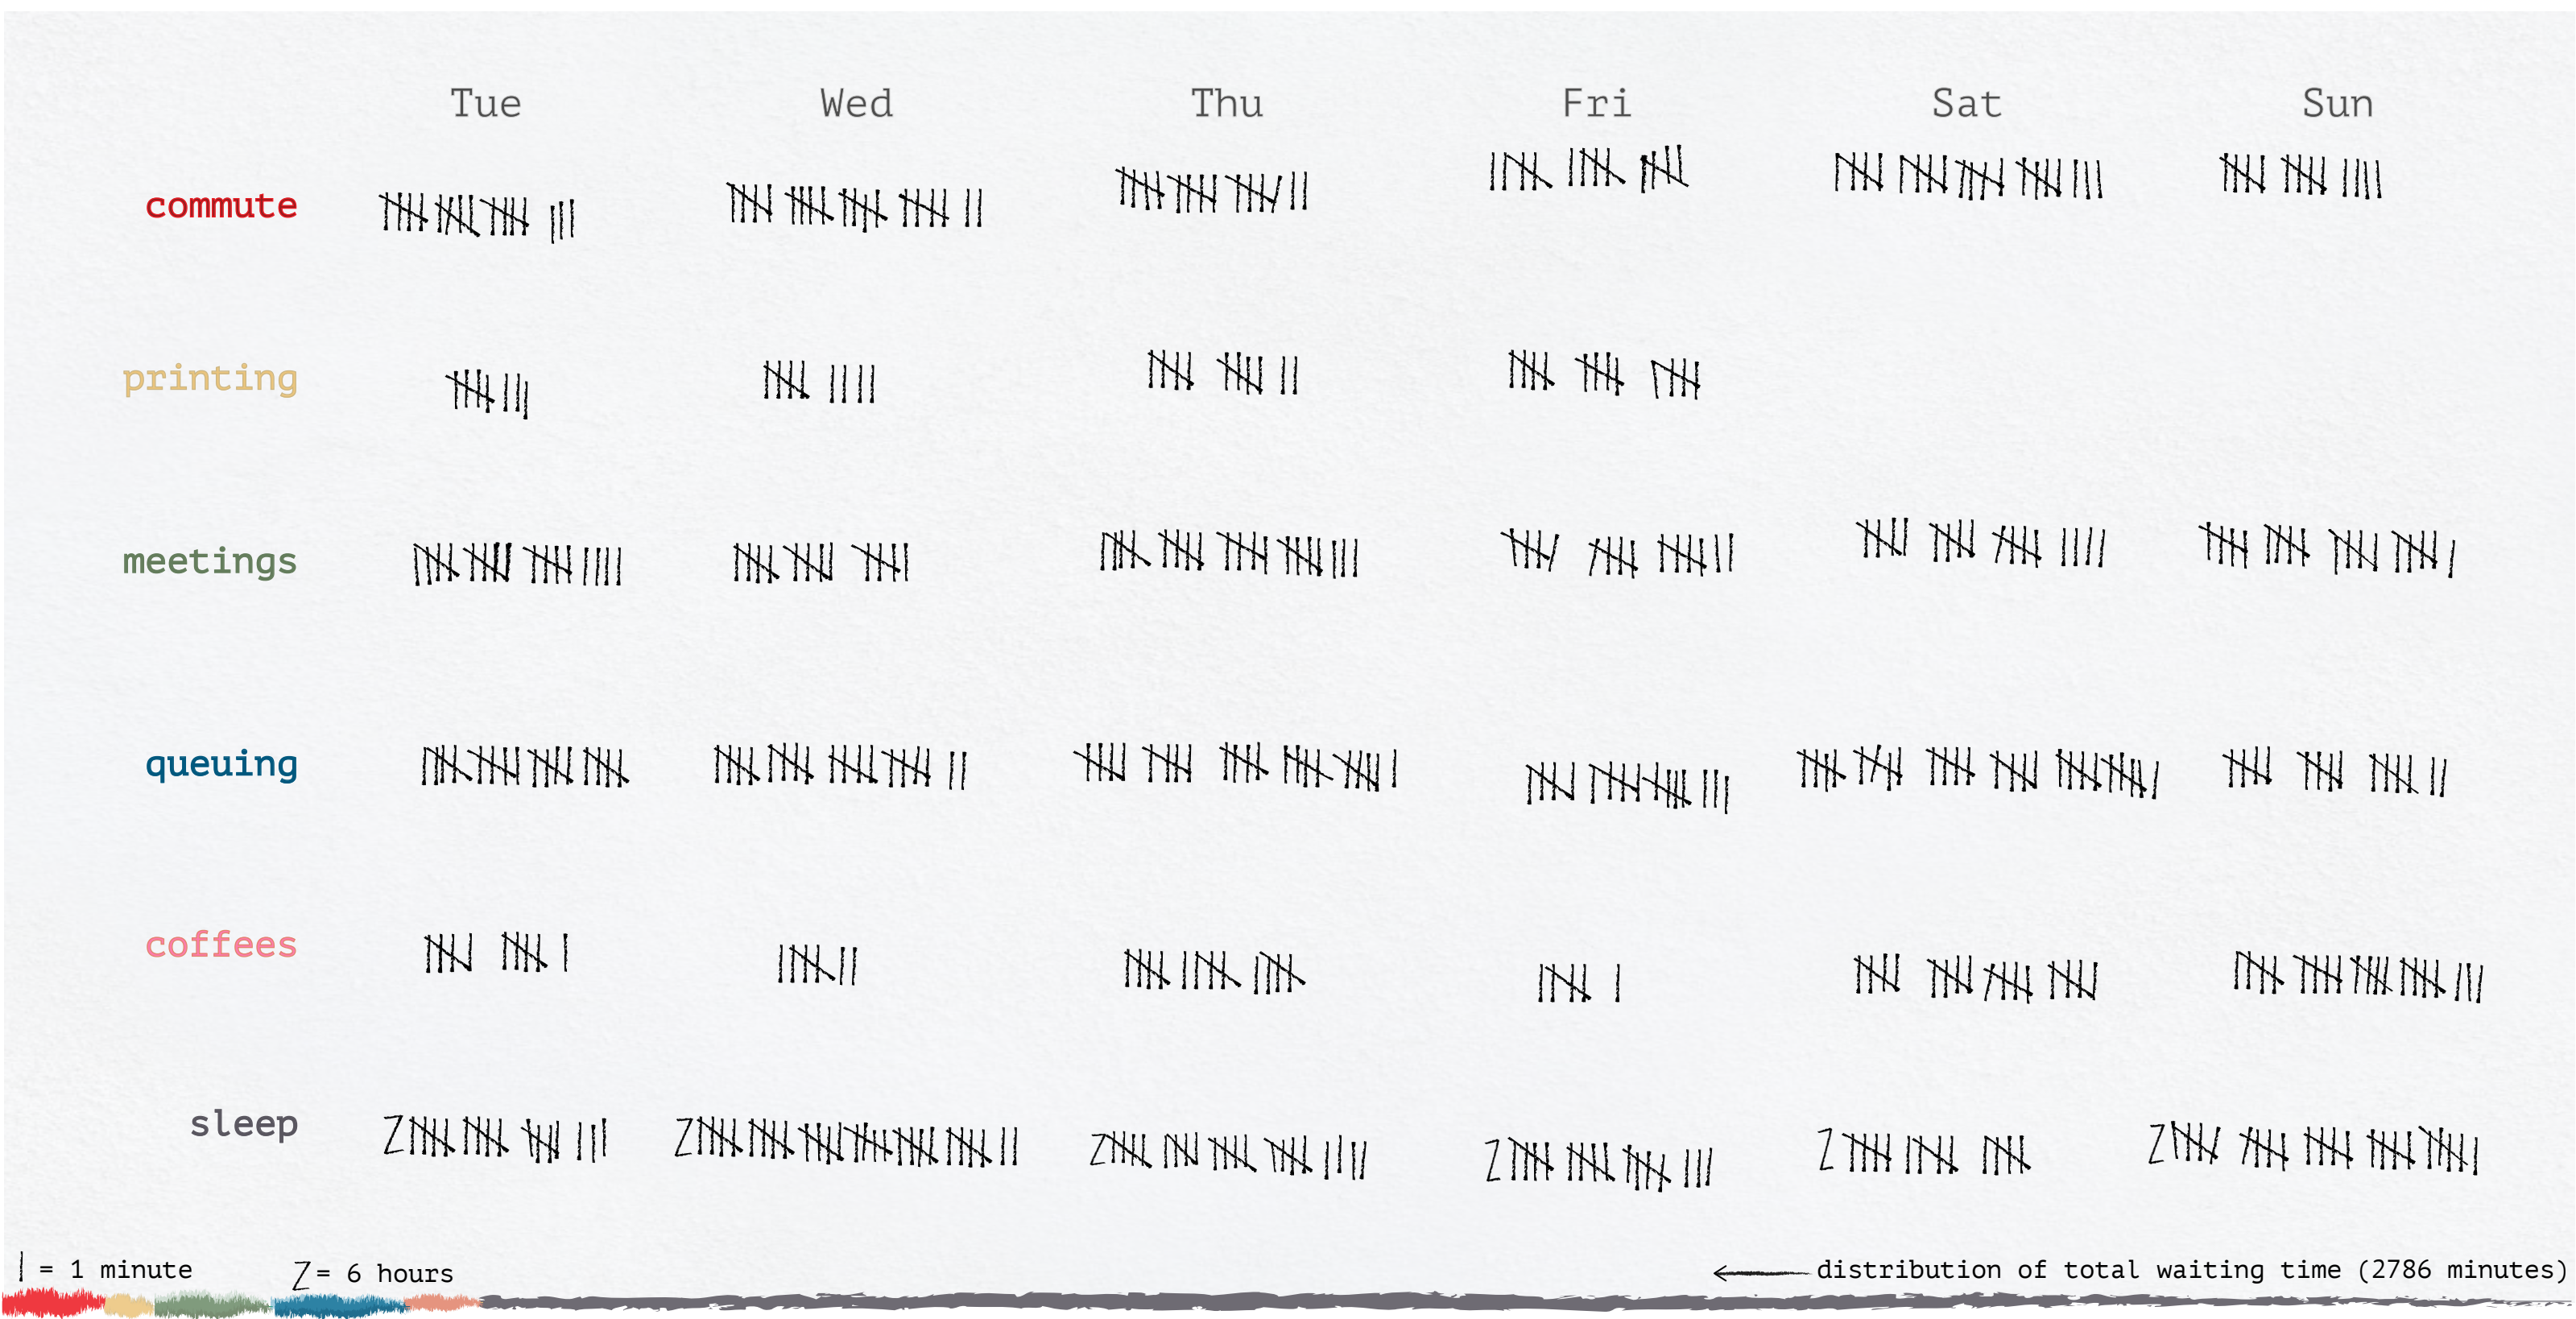 Tue Wed Thu Fri Sat Sun
commute
printing
meetings
queuing
coffees
sleep
| = 1 minute Z = 6 hours
distribution of total waiting time (2786 minutes)